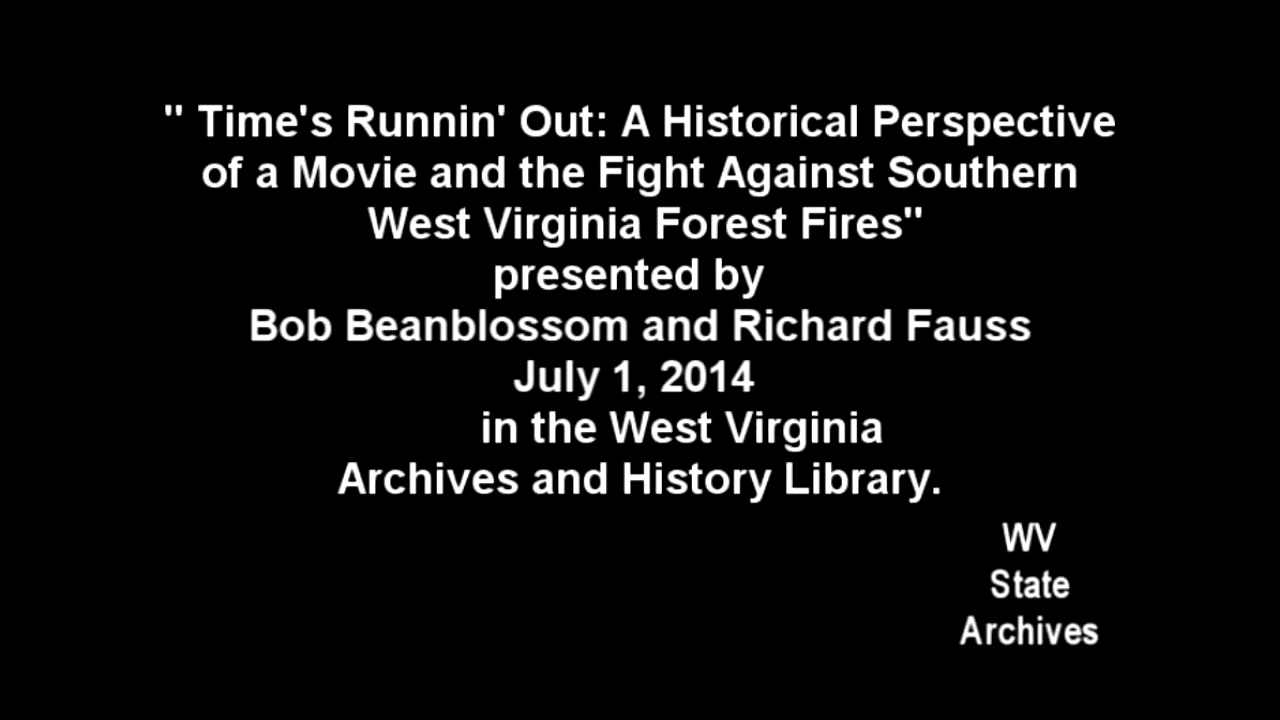 " Time's Runnin' Out: A Historical Perspective
of a Movie and the Fight Against Southern
West Virginia Forest Fires"
presented by
Bob Beanblossom and Richard Fauss
July 1, 2014
in the West Virginia
Archives and History Library.
WV
State
Archives